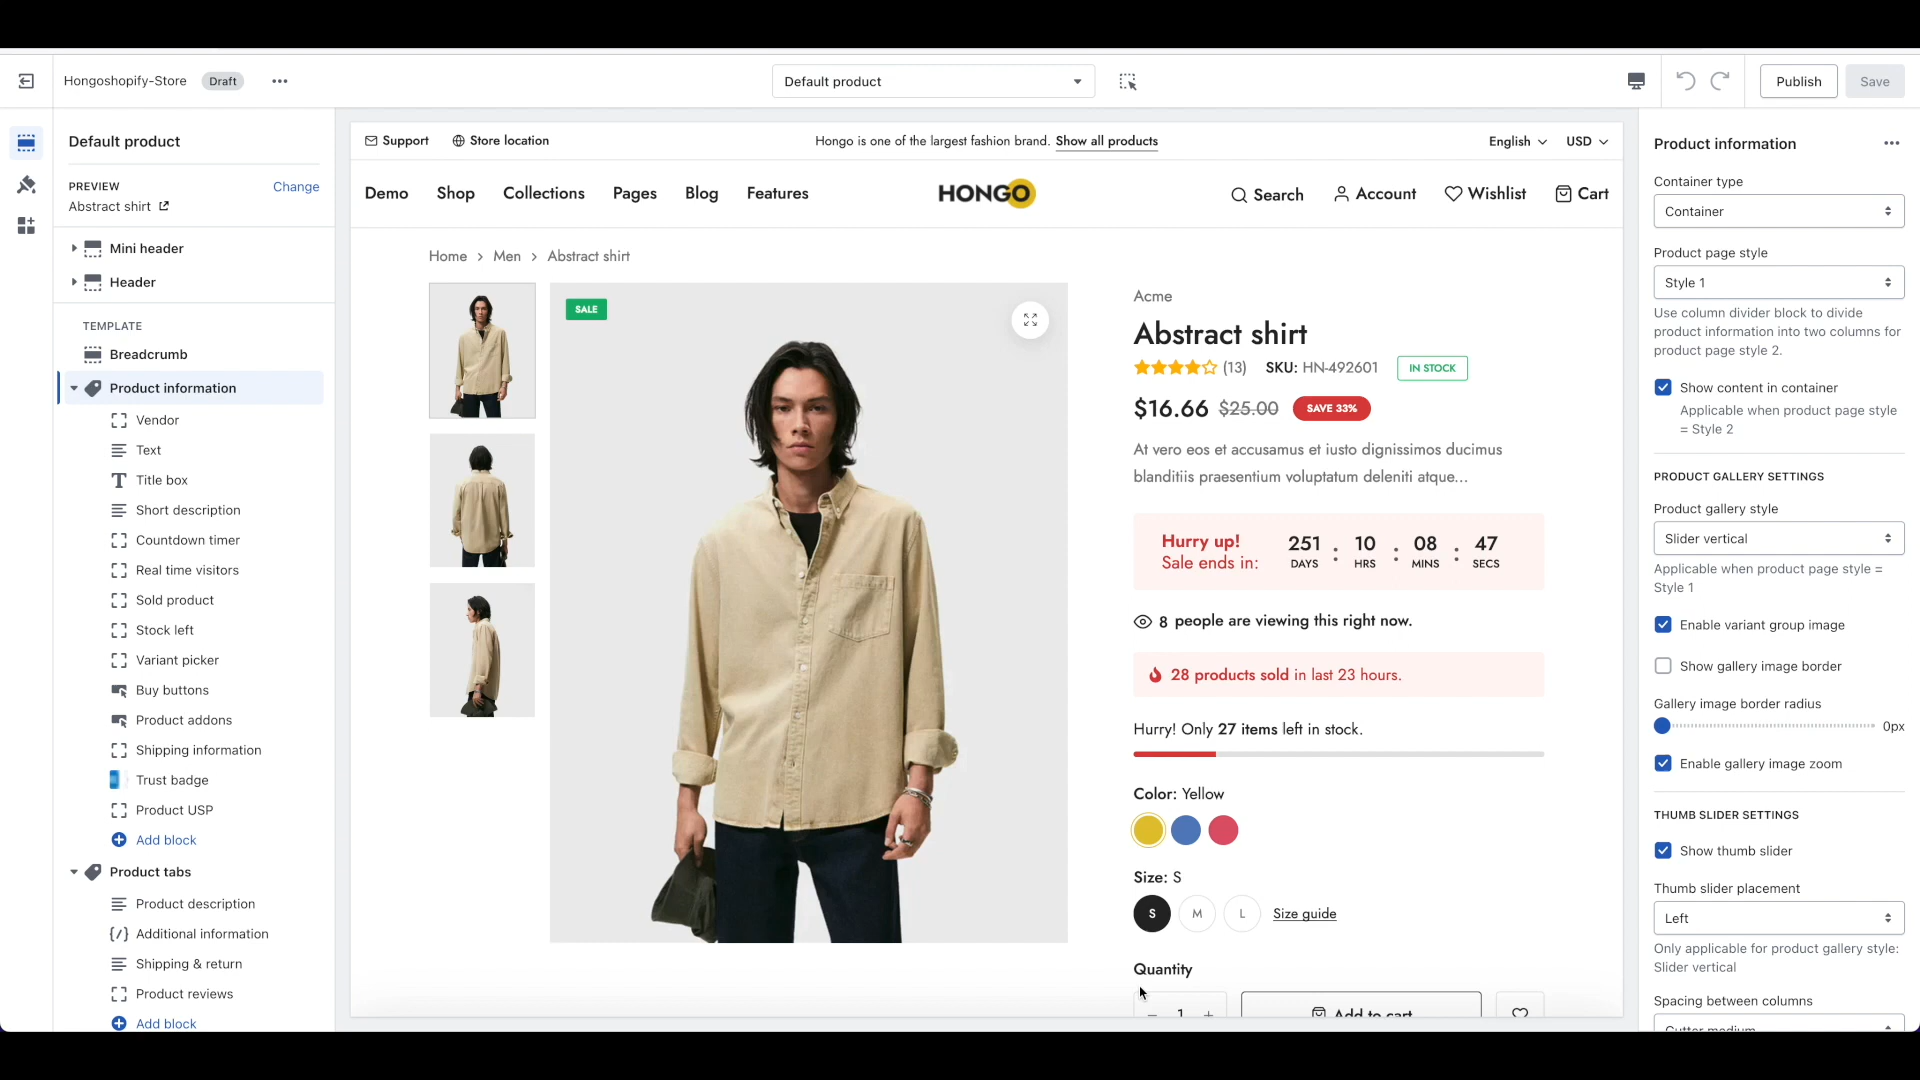 Hongoshopify-Store Draft
Default product
Publish
Save
Default product
PREVIEW
Change
Abstract shirt
Mini header
Header
TEMPLATE
Breadcrumb
Product information
Vendor
Text
Title box
Short description
Countdown timer
Real time visitors
Sold product
Stock left
Variant picker
Buy buttons
Product addons
Shipping information
Trust badge
Product USP
Add block
Product tabs
Product description
Additional information
Shipping & return
Product reviews
Add block
Support Store location
Hongo is one of the largest fashion brand. Show all products
English USD
Demo Shop Collections Pages Blog Features
HONGO
Search Account Wishlist Cart
Home > Men > Abstract shirt
SALE
Acme
Abstract shirt
(13) SKU: HN-492601 IN STOCK
$16.66 $25.00 SAVE 33%
At vero eos et accusamus et iusto dignissimos ducimus
blanditiis praesentium voluptatum deleniti atque...
Hurry up!
Sale ends in:
251 : 10 : 08 : 47
DAYS HRS MINS SECS
8 people are viewing this right now.
28 products sold in last 23 hours.
Hurry! Only 27 items left in stock.
Color: Yellow
Size: S
S M L Size guide
Quantity
− 1 + Add to cart
Product information
Container type
Container
Product page style
Style 1
Use column divider block to divide
product information into two columns for
product page style 2.
Show content in container
Applicable when product page style
= Style 2
PRODUCT GALLERY SETTINGS
Product gallery style
Slider vertical
Applicable when product page style =
Style 1
Enable variant group image
Show gallery image border
Gallery image border radius
0px
Enable gallery image zoom
THUMB SLIDER SETTINGS
Show thumb slider
Thumb slider placement
Left
Only applicable for product gallery style:
Slider vertical
Spacing between columns
Gutter medium